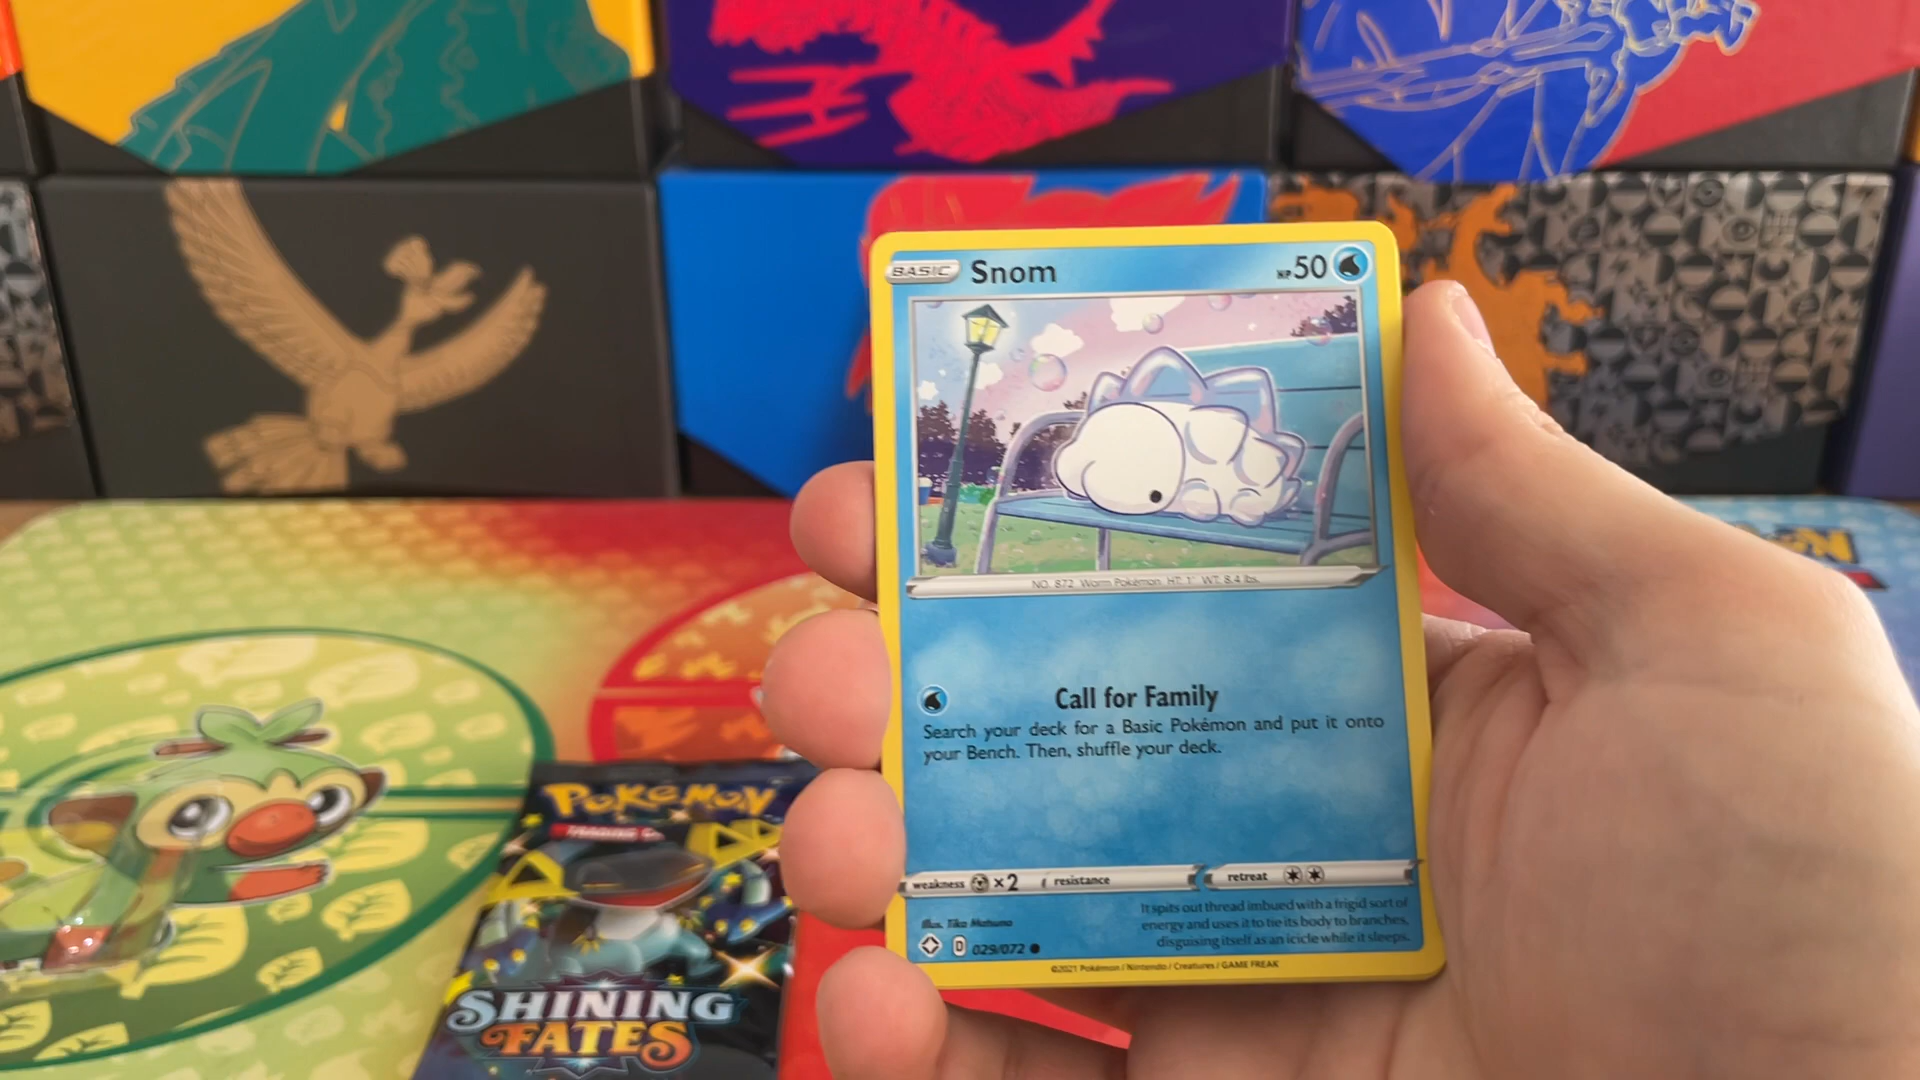 BASIC Snom HP 50
NO. 872 Worm Pokémon HT: 1' WT: 8.4 lbs.
Call for Family
Search your deck for a Basic Pokémon and put it onto
your Bench. Then, shuffle your deck.
weakness ×2 resistance retreat
It spits out thread imbued with a frigid sort of
energy and uses it to tie its body to branches,
disguising itself as an icicle while it sleeps.
Illus. Tika Matsuno
D 029/072
©2021 Pokémon / Nintendo / Creatures / GAME FREAK
POKéMON
SHINING
FATES